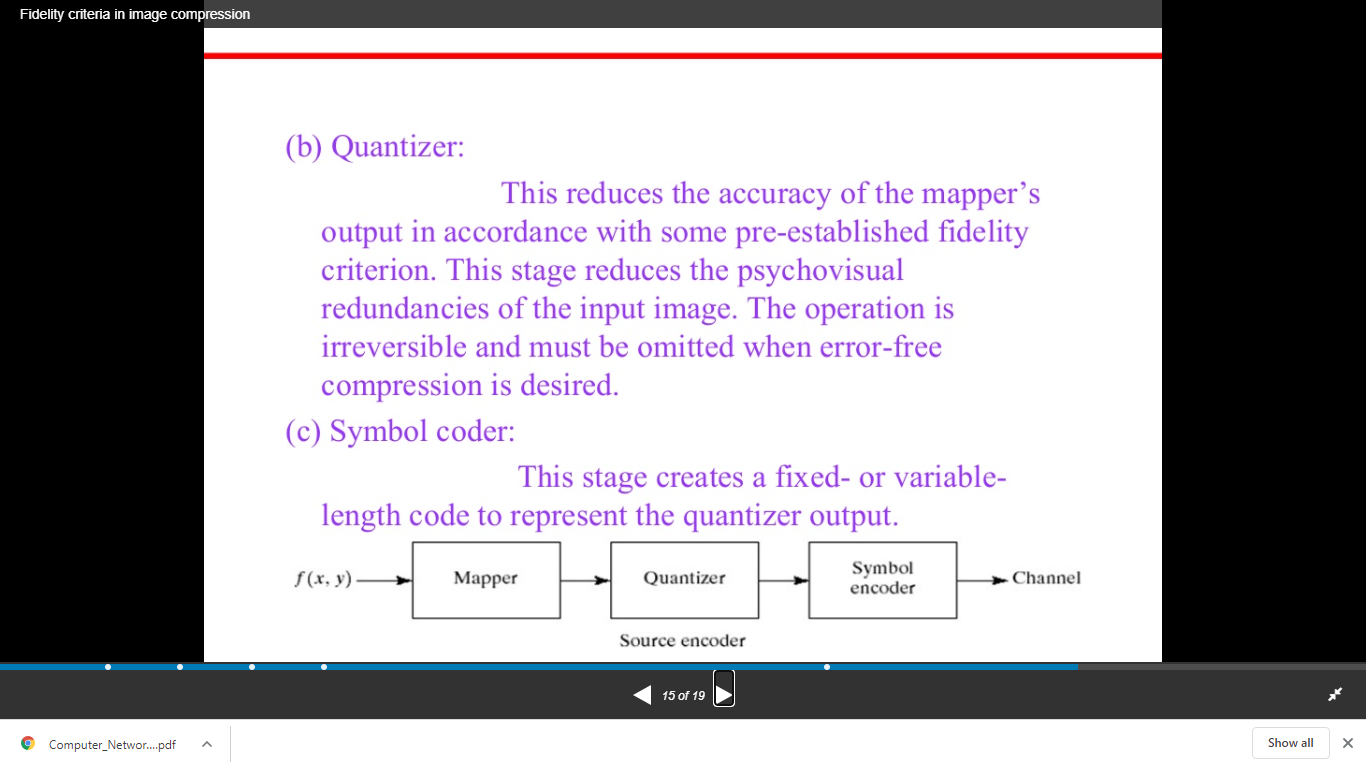 Fidelity criteria in image compression
(b) Quantizer:
This reduces the accuracy of the mapper’s
output in accordance with some pre-established fidelity
criterion. This stage reduces the psychovisual
redundancies of the input image. The operation is
irreversible and must be omitted when error-free
compression is desired.
(c) Symbol coder:
This stage creates a fixed- or variable-
length code to represent the quantizer output.
f(x, y)
Mapper
Quantizer
Symbol
encoder
Channel
Source encoder
15 of 19
Computer_Networ....pdf
Show all